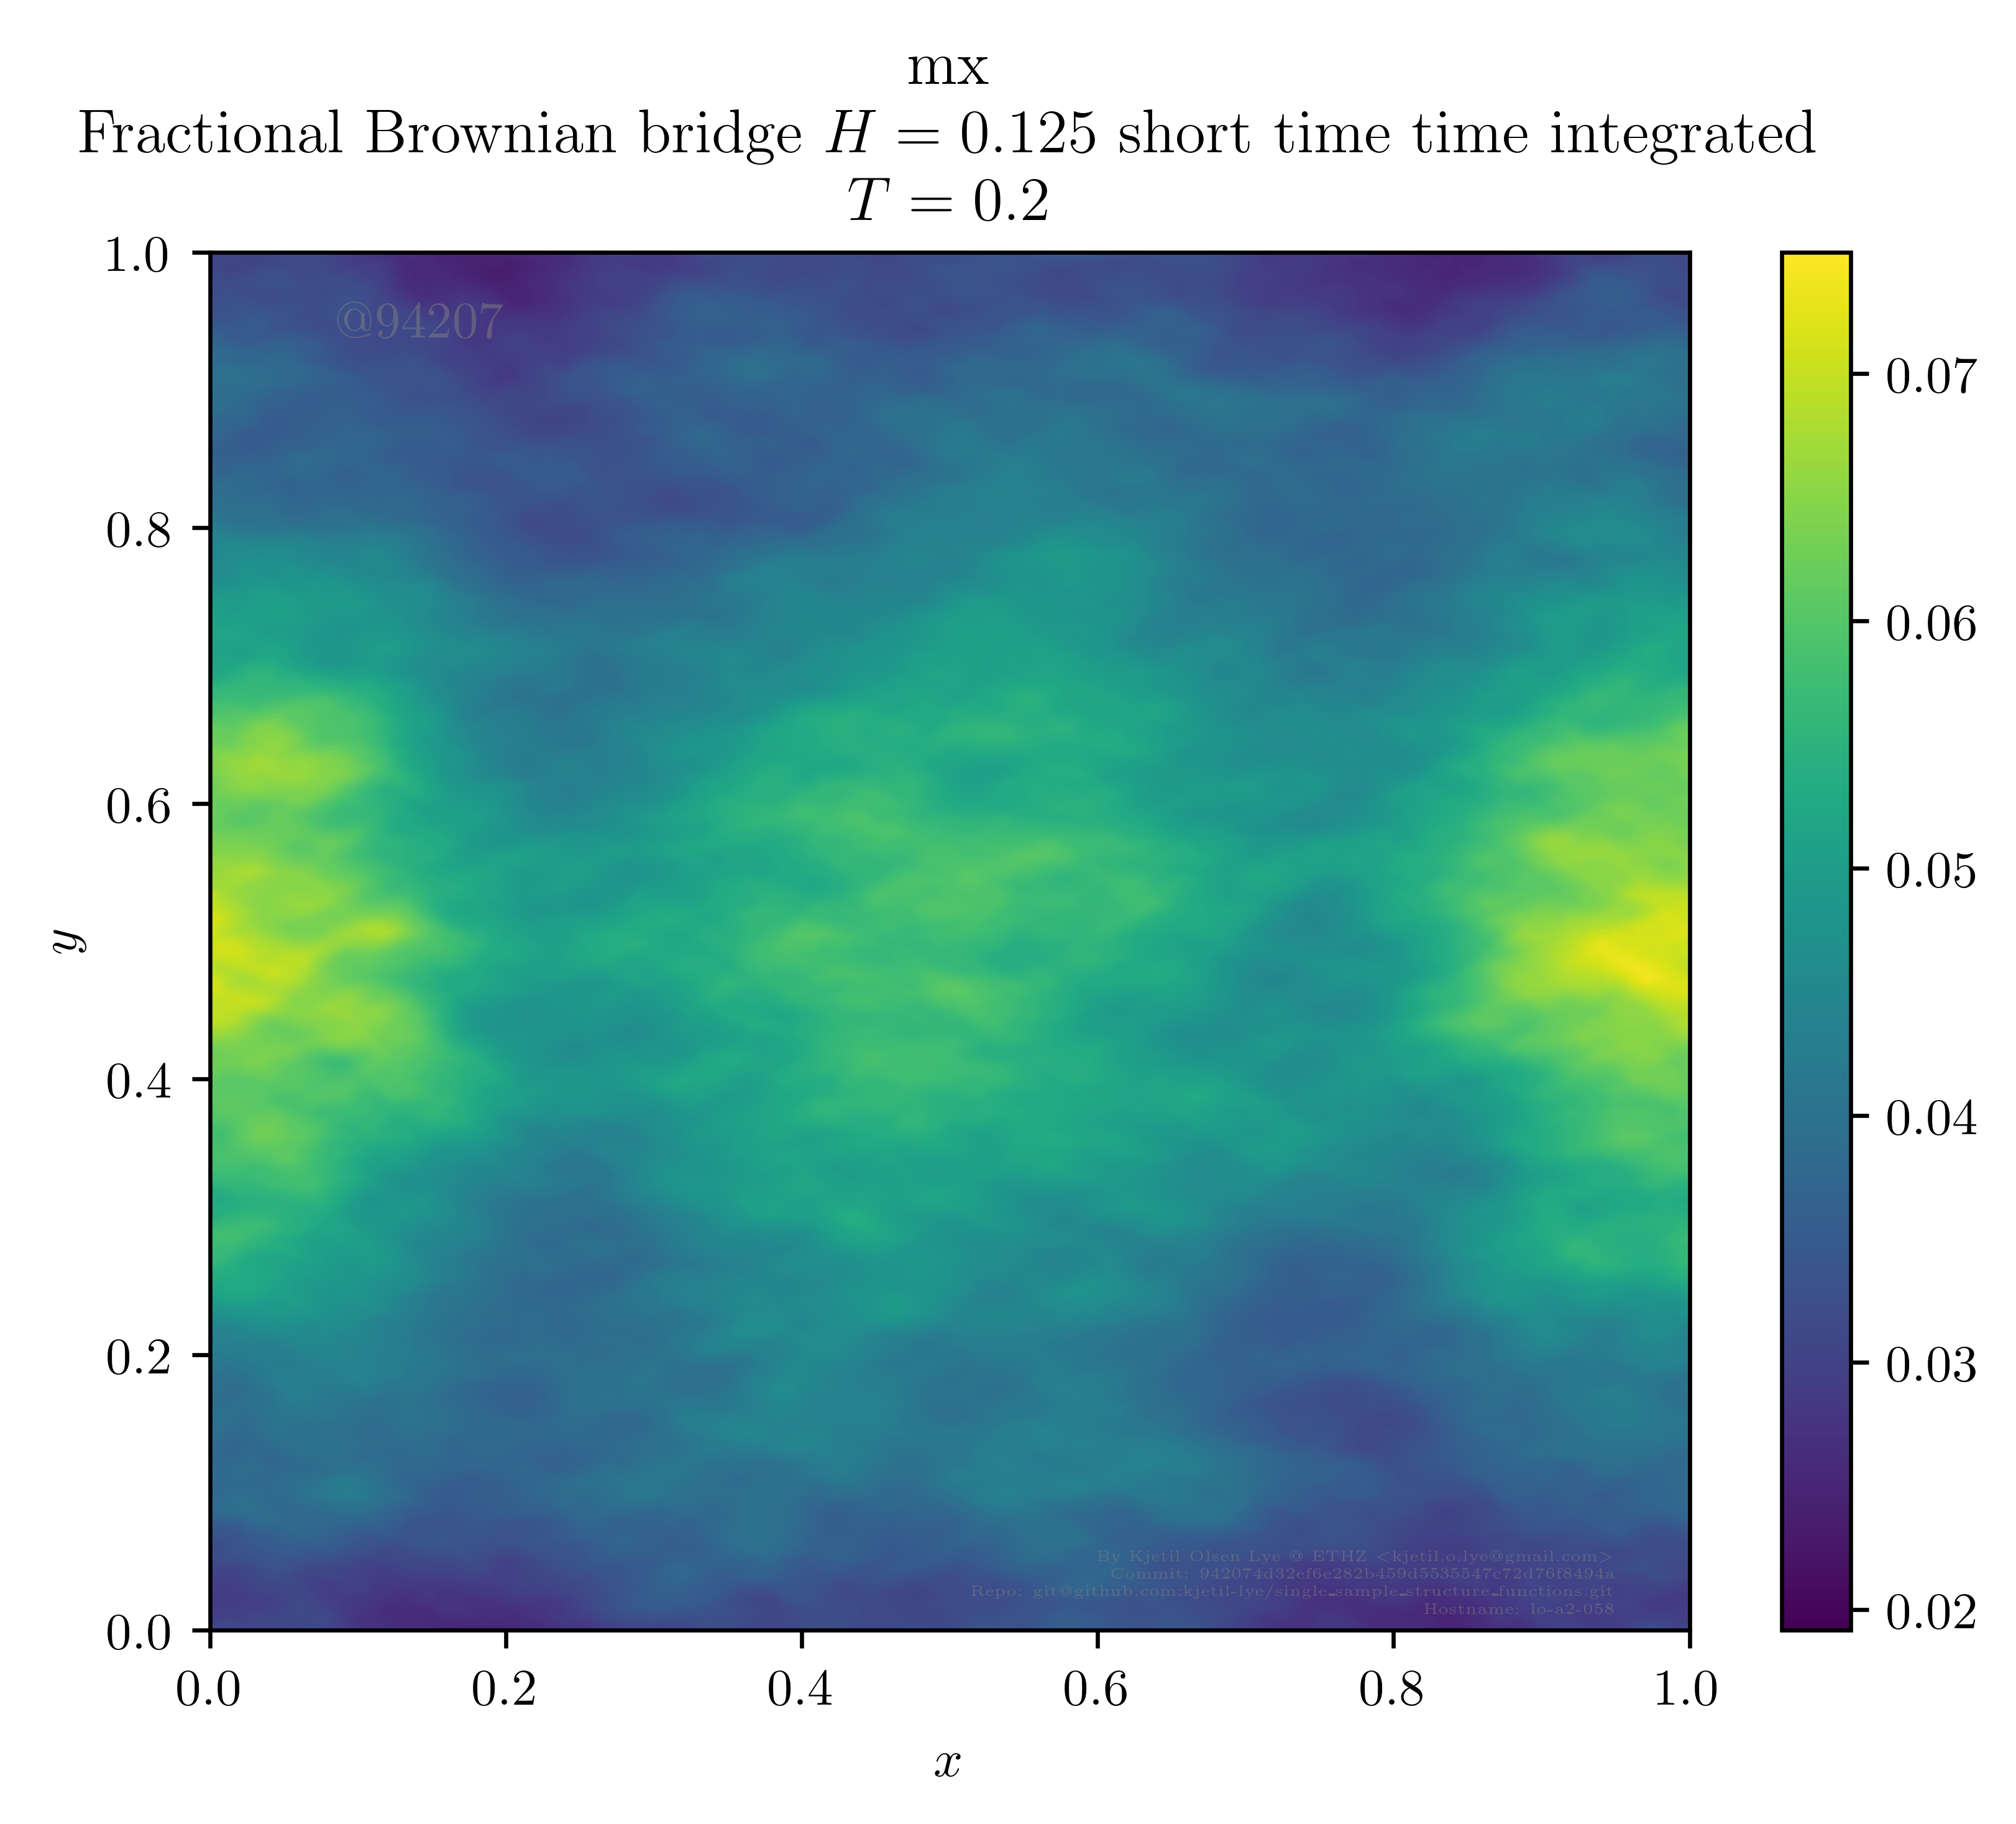 mx
Fractional Brownian bridge H = 0.125 short time time integrated
T = 0.2
1.0
0.8
0.6
0.4
0.2
0.0
y
@94207
By Kjetil Olsen Lye @ ETHZ <kjetil.o.lye@gmail.com>
Commit: 942074d32ef6e282b459d5535547c72d76f8494a
Repo: git@github.com:kjetil-lye/single_sample_structure_functions.git
Hostname: lo-a2-058
0.0 0.2 0.4 0.6 0.8 1.0
x
0.07
0.06
0.05
0.04
0.03
0.02